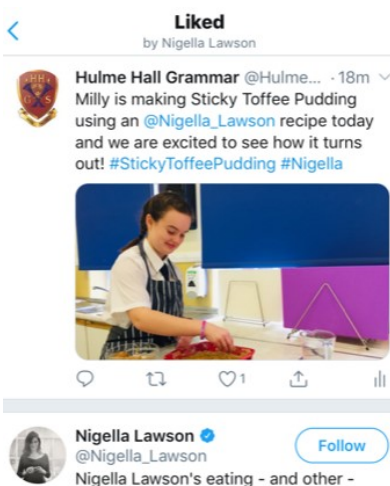 Liked
by Nigella Lawson
Hulme Hall Grammar @Hulme... · 18m
Milly is making Sticky Toffee Pudding
using an @Nigella_Lawson recipe today
and we are excited to see how it turns
out! #StickyToffeePudding #Nigella
1
Nigella Lawson
@Nigella_Lawson
Follow
Nigella Lawson's eating - and other -